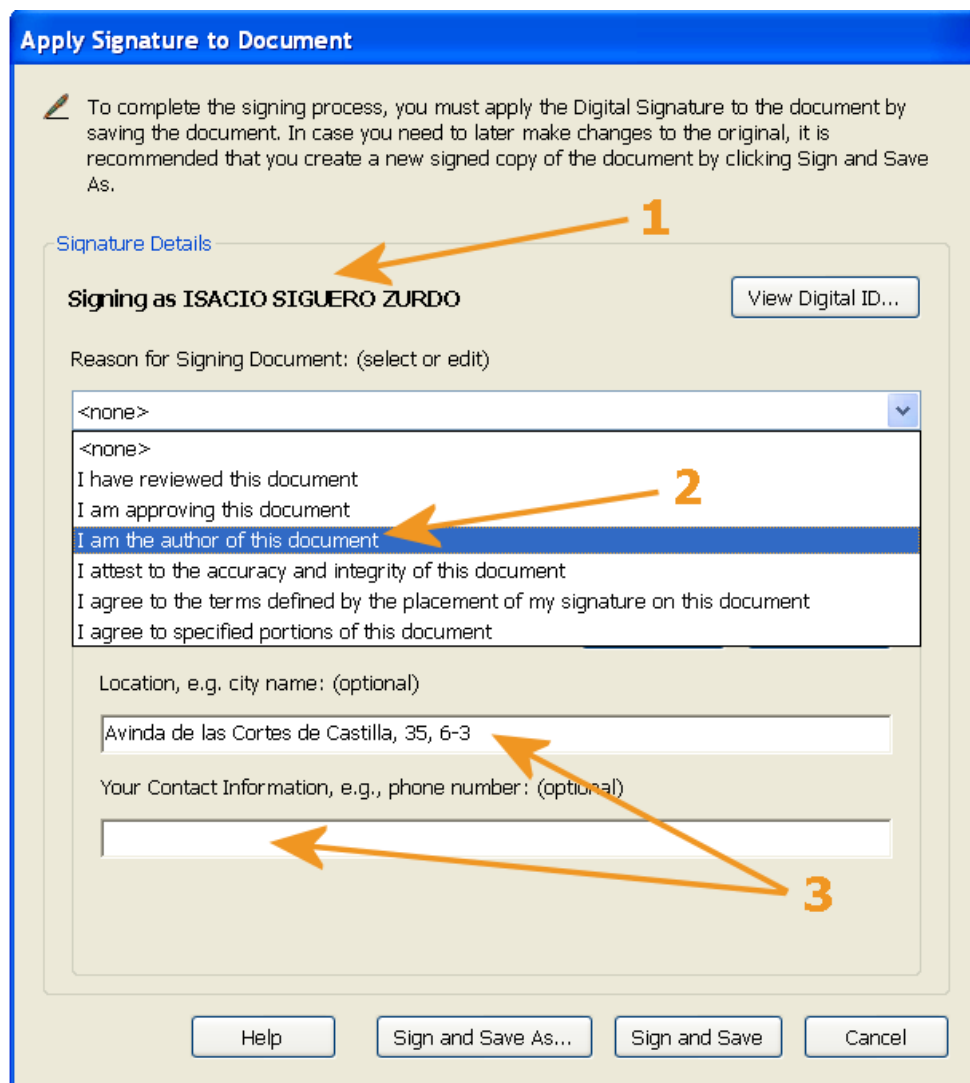 Apply Signature to Document
To complete the signing process, you must apply the Digital Signature to the document by
saving the document. In case you need to later make changes to the original, it is
recommended that you create a new signed copy of the document by clicking Sign and Save
As.
1
Signature Details
Signing as ISACIO SIGUERO ZURDO
View Digital ID...
Reason for Signing Document: (select or edit)
<none>
<none>
I have reviewed this document
2
I am approving this document
I am the author of this document
I attest to the accuracy and integrity of this document
I agree to the terms defined by the placement of my signature on this document
I agree to specified portions of this document
Location, e.g. city name: (optional)
Avinda de las Cortes de Castilla, 35, 6-3
Your Contact Information, e.g., phone number: (optional)
3
Help
Sign and Save As...
Sign and Save
Cancel